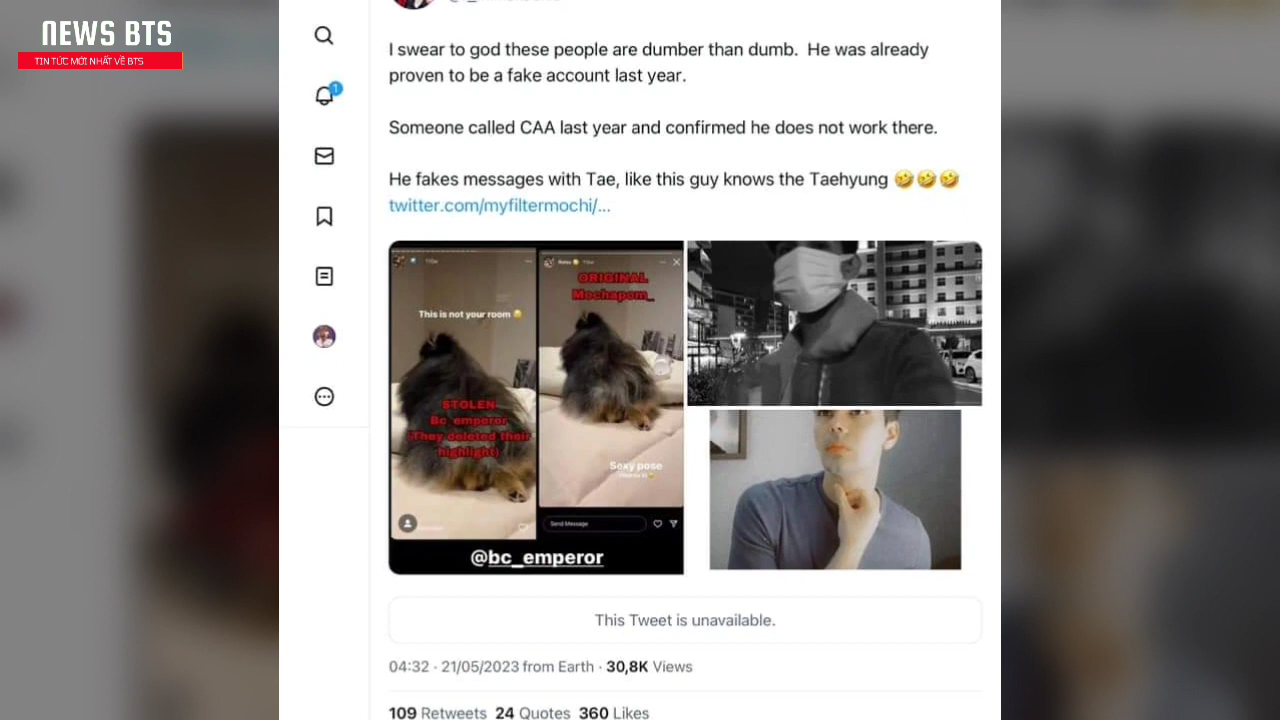 NEWS BTS
TIN TỨC MỚI NHẤT VỀ BTS
1
I swear to god these people are dumber than dumb. He was already
proven to be a fake account last year.
Someone called CAA last year and confirmed he does not work there.
He fakes messages with Tae, like this guy knows the Taehyung 🤣🤣🤣
twitter.com/myfiltermochi/...
This is not your room
STOLEN
Bc_emperor
(They deleted their
highlight)
ORIGINAL
Mochapom_
Sexy pose
Send Message
@bc_emperor
This Tweet is unavailable.
04:32 · 21/05/2023 from Earth · 30,8K Views
109 Retweets 24 Quotes 360 Likes